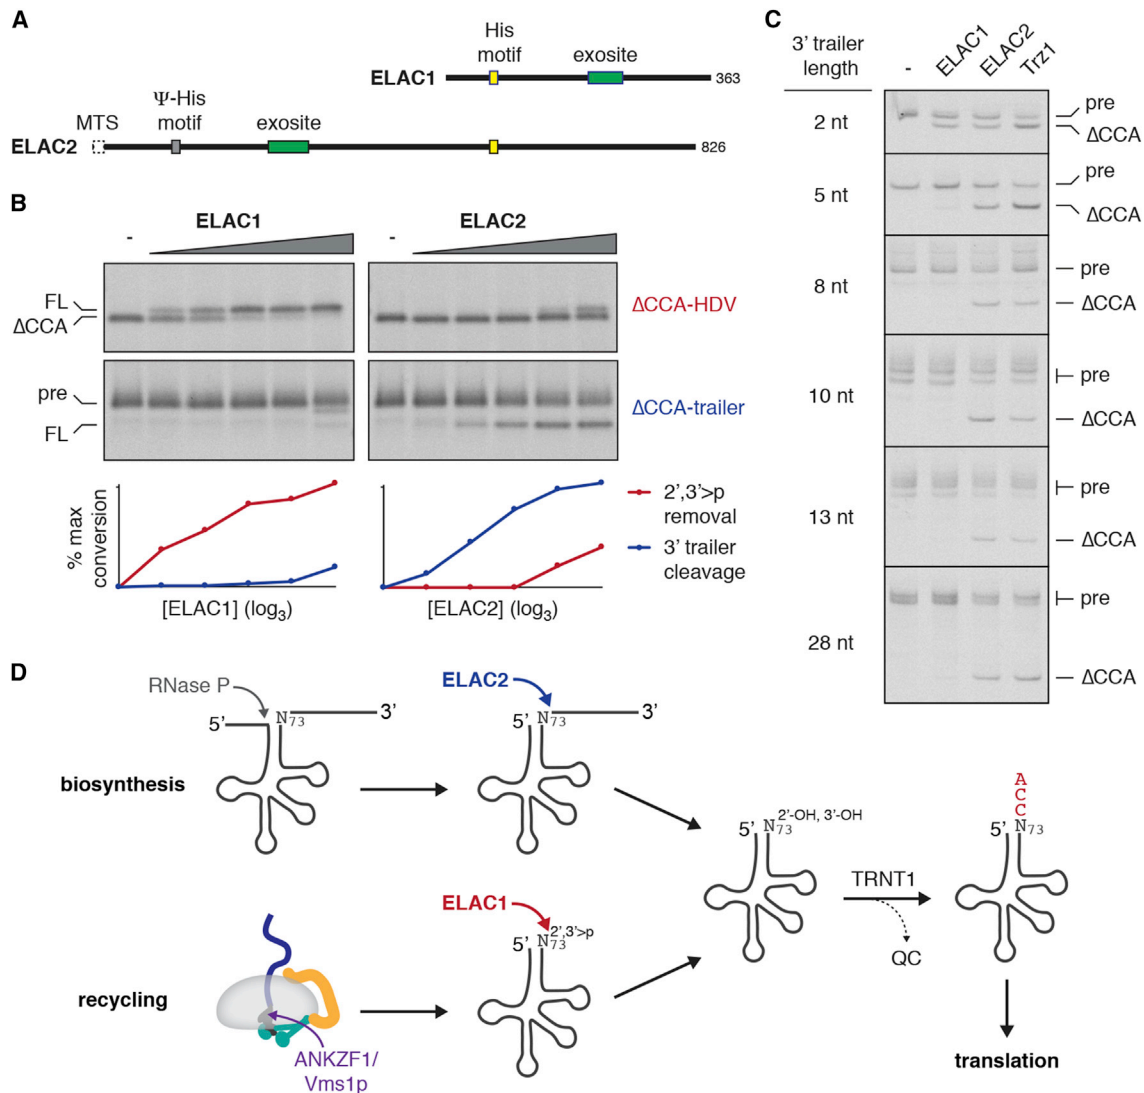 A
His
motif
exosite
ELAC1
363
Ψ-His
motif
MTS
exosite
ELAC2
826
B
ELAC1
ELAC2
-
-
FL
ΔCCA
ΔCCA-HDV
pre
FL
ΔCCA-trailer
1
1
% max
conversion
[ELAC1] (log3)
[ELAC2] (log3)
2',3'>p
removal
3' trailer
cleavage
C
3' trailer
length
-
ELAC1
ELAC2
Trz1
2 nt
pre
ΔCCA
5 nt
pre
ΔCCA
8 nt
pre
ΔCCA
10 nt
pre
ΔCCA
13 nt
pre
ΔCCA
28 nt
pre
ΔCCA
D
RNase P
5' N73 3'
ELAC2
5' N73 3'
biosynthesis
ELAC1
5' N73 2',3'>p
recycling
ANKZF1/
Vms1p
5' N73 2'-OH, 3'-OH
TRNT1
QC
A
C
C
5' N73
translation